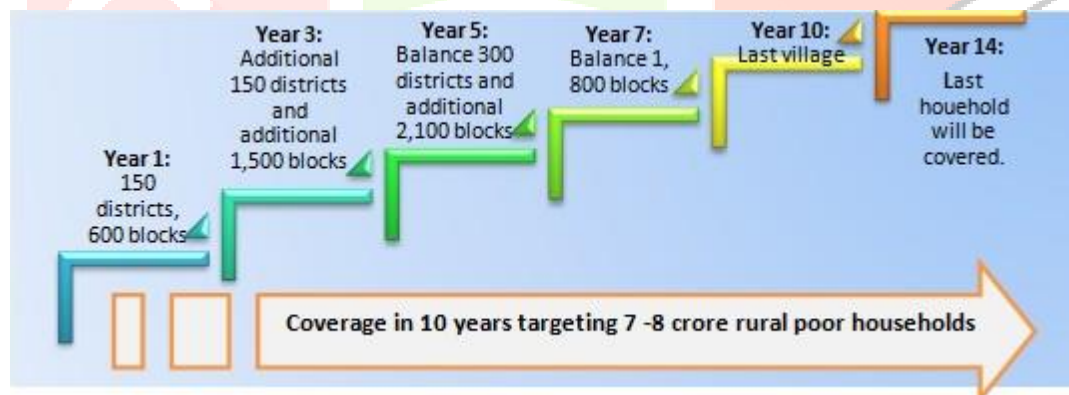 Year 1:
150
districts,
600 blocks
Year 3:
Additional
150 districts
and
additional
1,500 blocks
Year 5:
Balance 300
districts and
additional
2,100 blocks
Year 7:
Balance 1,
800 blocks
Year 10:
Last village
Year 14:
Last
houehold
will be
covered.
Coverage in 10 years targeting 7 -8 crore rural poor households